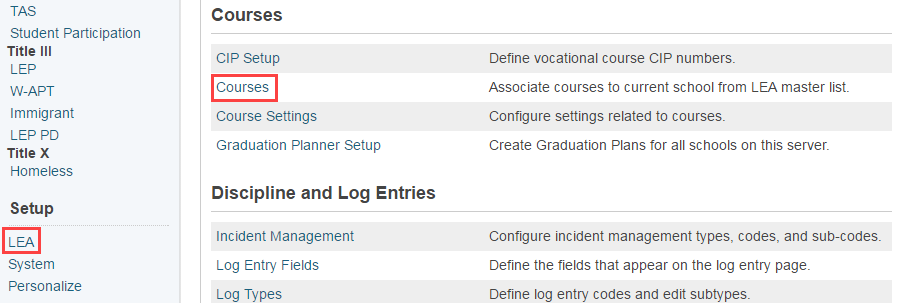 TAS
Student Participation
Title III
LEP
W-APT
Immigrant
LEP PD
Title X
Homeless
Setup
LEA
System
Personalize
Courses
CIP Setup Define vocational course CIP numbers.
Courses Associate courses to current school from LEA master list.
Course Settings Configure settings related to courses.
Graduation Planner Setup Create Graduation Plans for all schools on this server.
Discipline and Log Entries
Incident Management Configure incident management types, codes, and sub-codes.
Log Entry Fields Define the fields that appear on the log entry page.
Log Types Define log entry codes and edit subtypes.